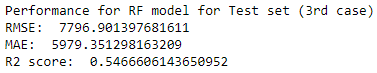 Performance for RF model for Test set (3rd case)
RMSE:  7796.901397681611
MAE:  5979.351298163209
R2 score:  0.5466606143650952